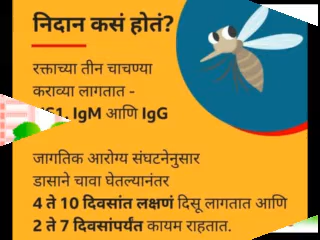 निदान कसं होतं?
रक्ताच्या तीन चाचण्या
कराव्या लागतात -
IgM आणि IgG
जागतिक आरोग्य संघटनेनुसार
डासाने चावा घेतल्यानंतर
4 ते 10 दिवसांत लक्षणं दिसू लागतात आणि
2 ते 7 दिवसांपर्यंत कायम राहतात.